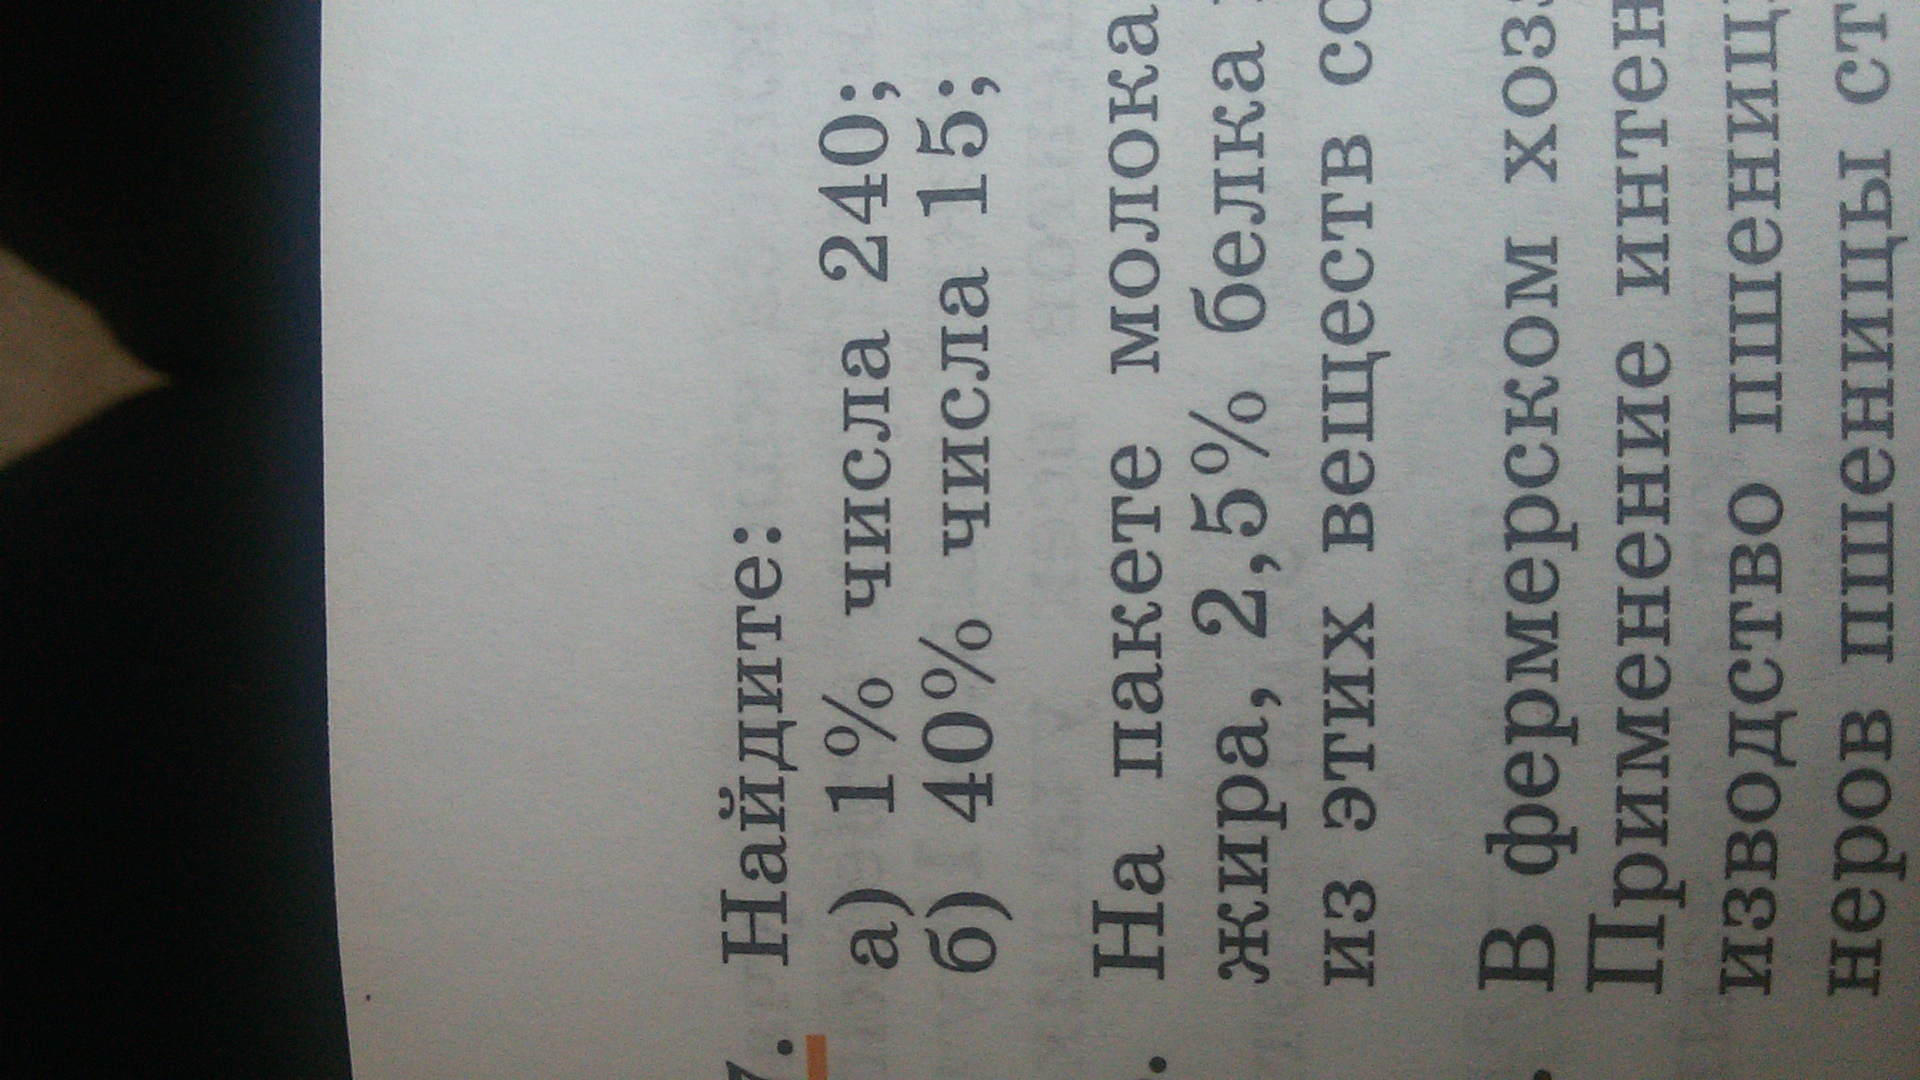 7. Найдите:
а) 1% числа 240;
б) 40% числа 15;
На пакете молока
жира, 2,5% белка
из этих веществ со
В фермерском хоз
Применение интен
изводство пшениц
неров пшеницы ст